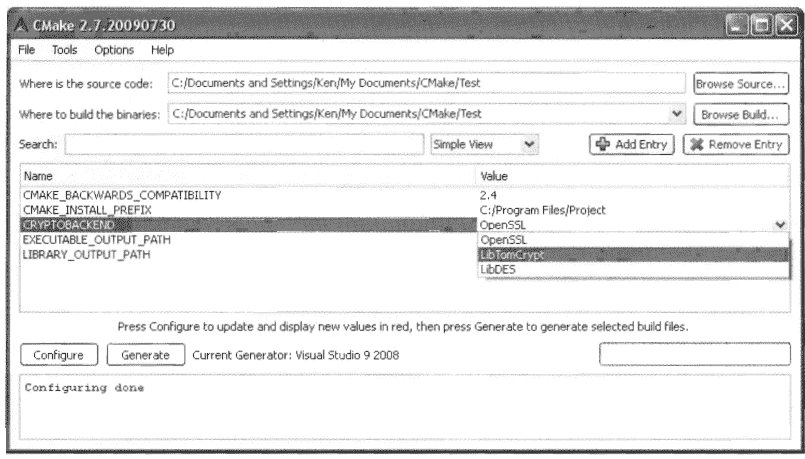 CMake 2.7.20090730
File Tools Options Help
Where is the source code: C:/Documents and Settings/Ken/My Documents/CMake/Test Browse Source...
Where to build the binaries: C:/Documents and Settings/Ken/My Documents/CMake/Test Browse Build...
Search: Simple View Add Entry Remove Entry
Name Value
CMAKE_BACKWARDS_COMPATIBILITY 2.4
CMAKE_INSTALL_PREFIX C:/Program Files/Project
CRYPTOBACKEND OpenSSL
EXECUTABLE_OUTPUT_PATH OpenSSL
LIBRARY_OUTPUT_PATH LibTomCrypt
LibDES
Press Configure to update and display new values in red, then press Generate to generate selected build files.
Configure Generate Current Generator: Visual Studio 9 2008
Configuring done